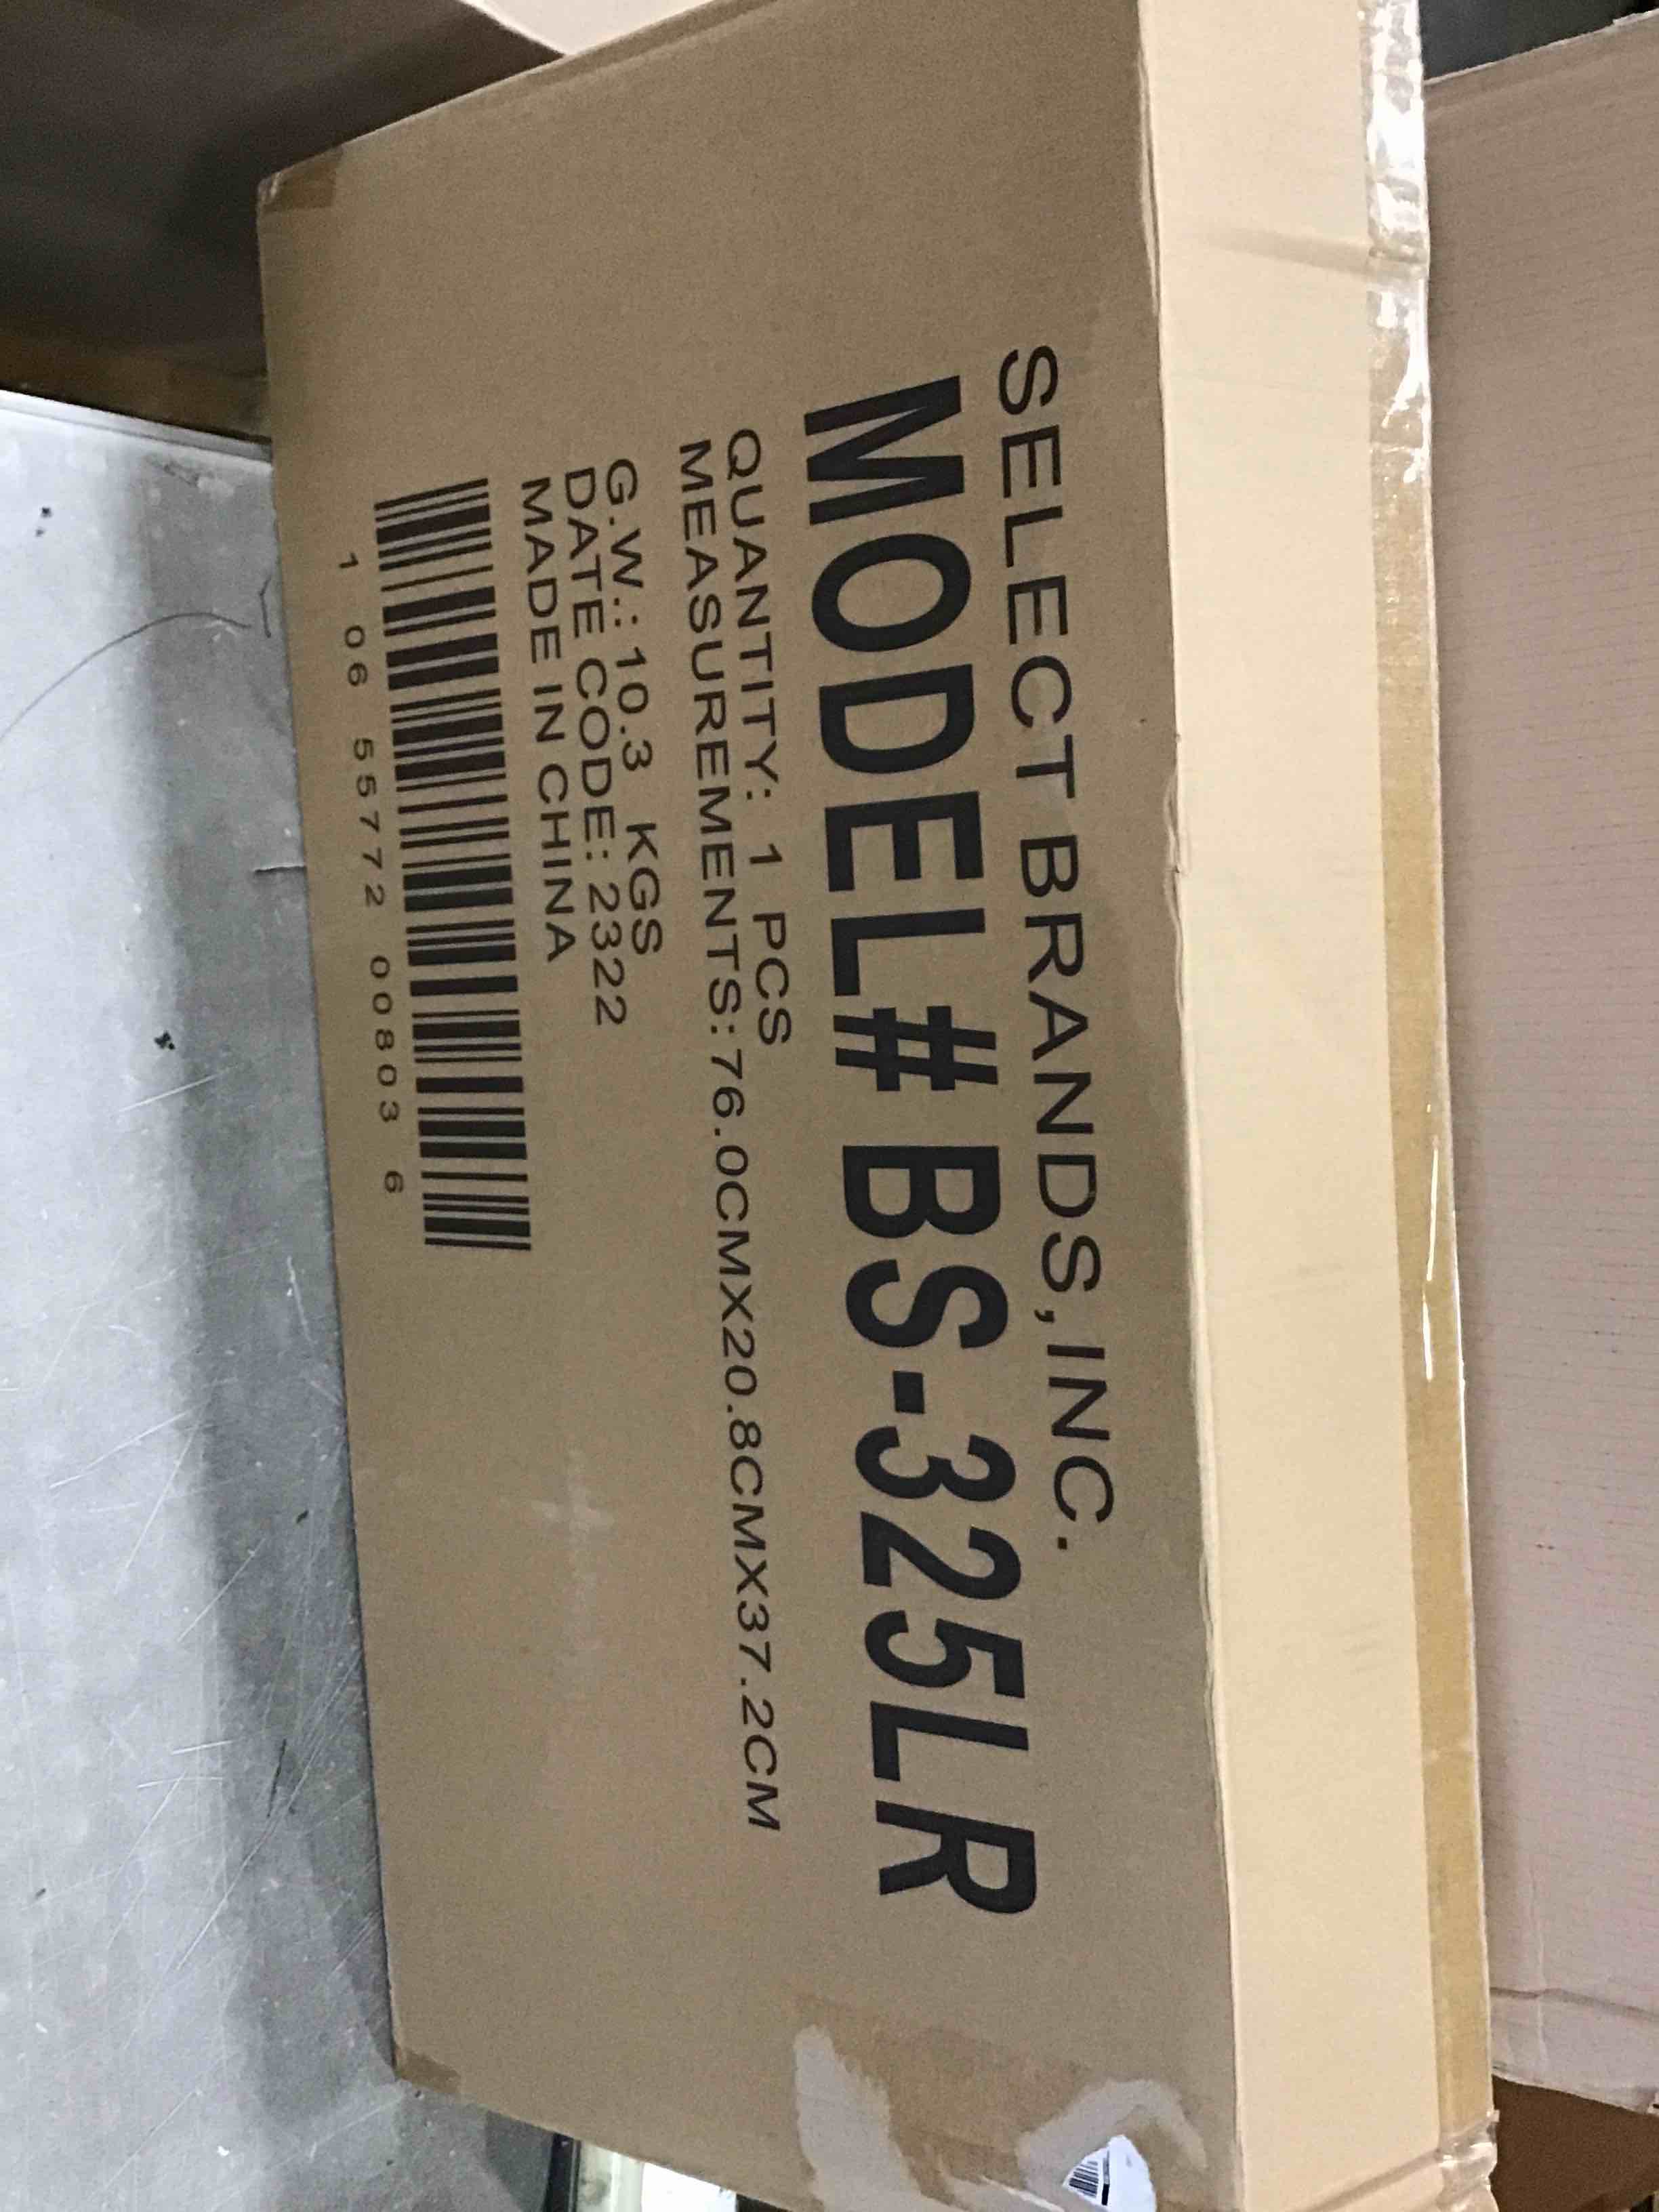 SELECT BRANDS,INC.
MODEL# BS-325LR
QUANTITY: 1 PCS
MEASUREMENTS:76.0CMX20.8CMX37.2CM
G.W.: 10.3 KGS
DATE CODE: 2322
MADE IN CHINA
1 06 55772 00803 6